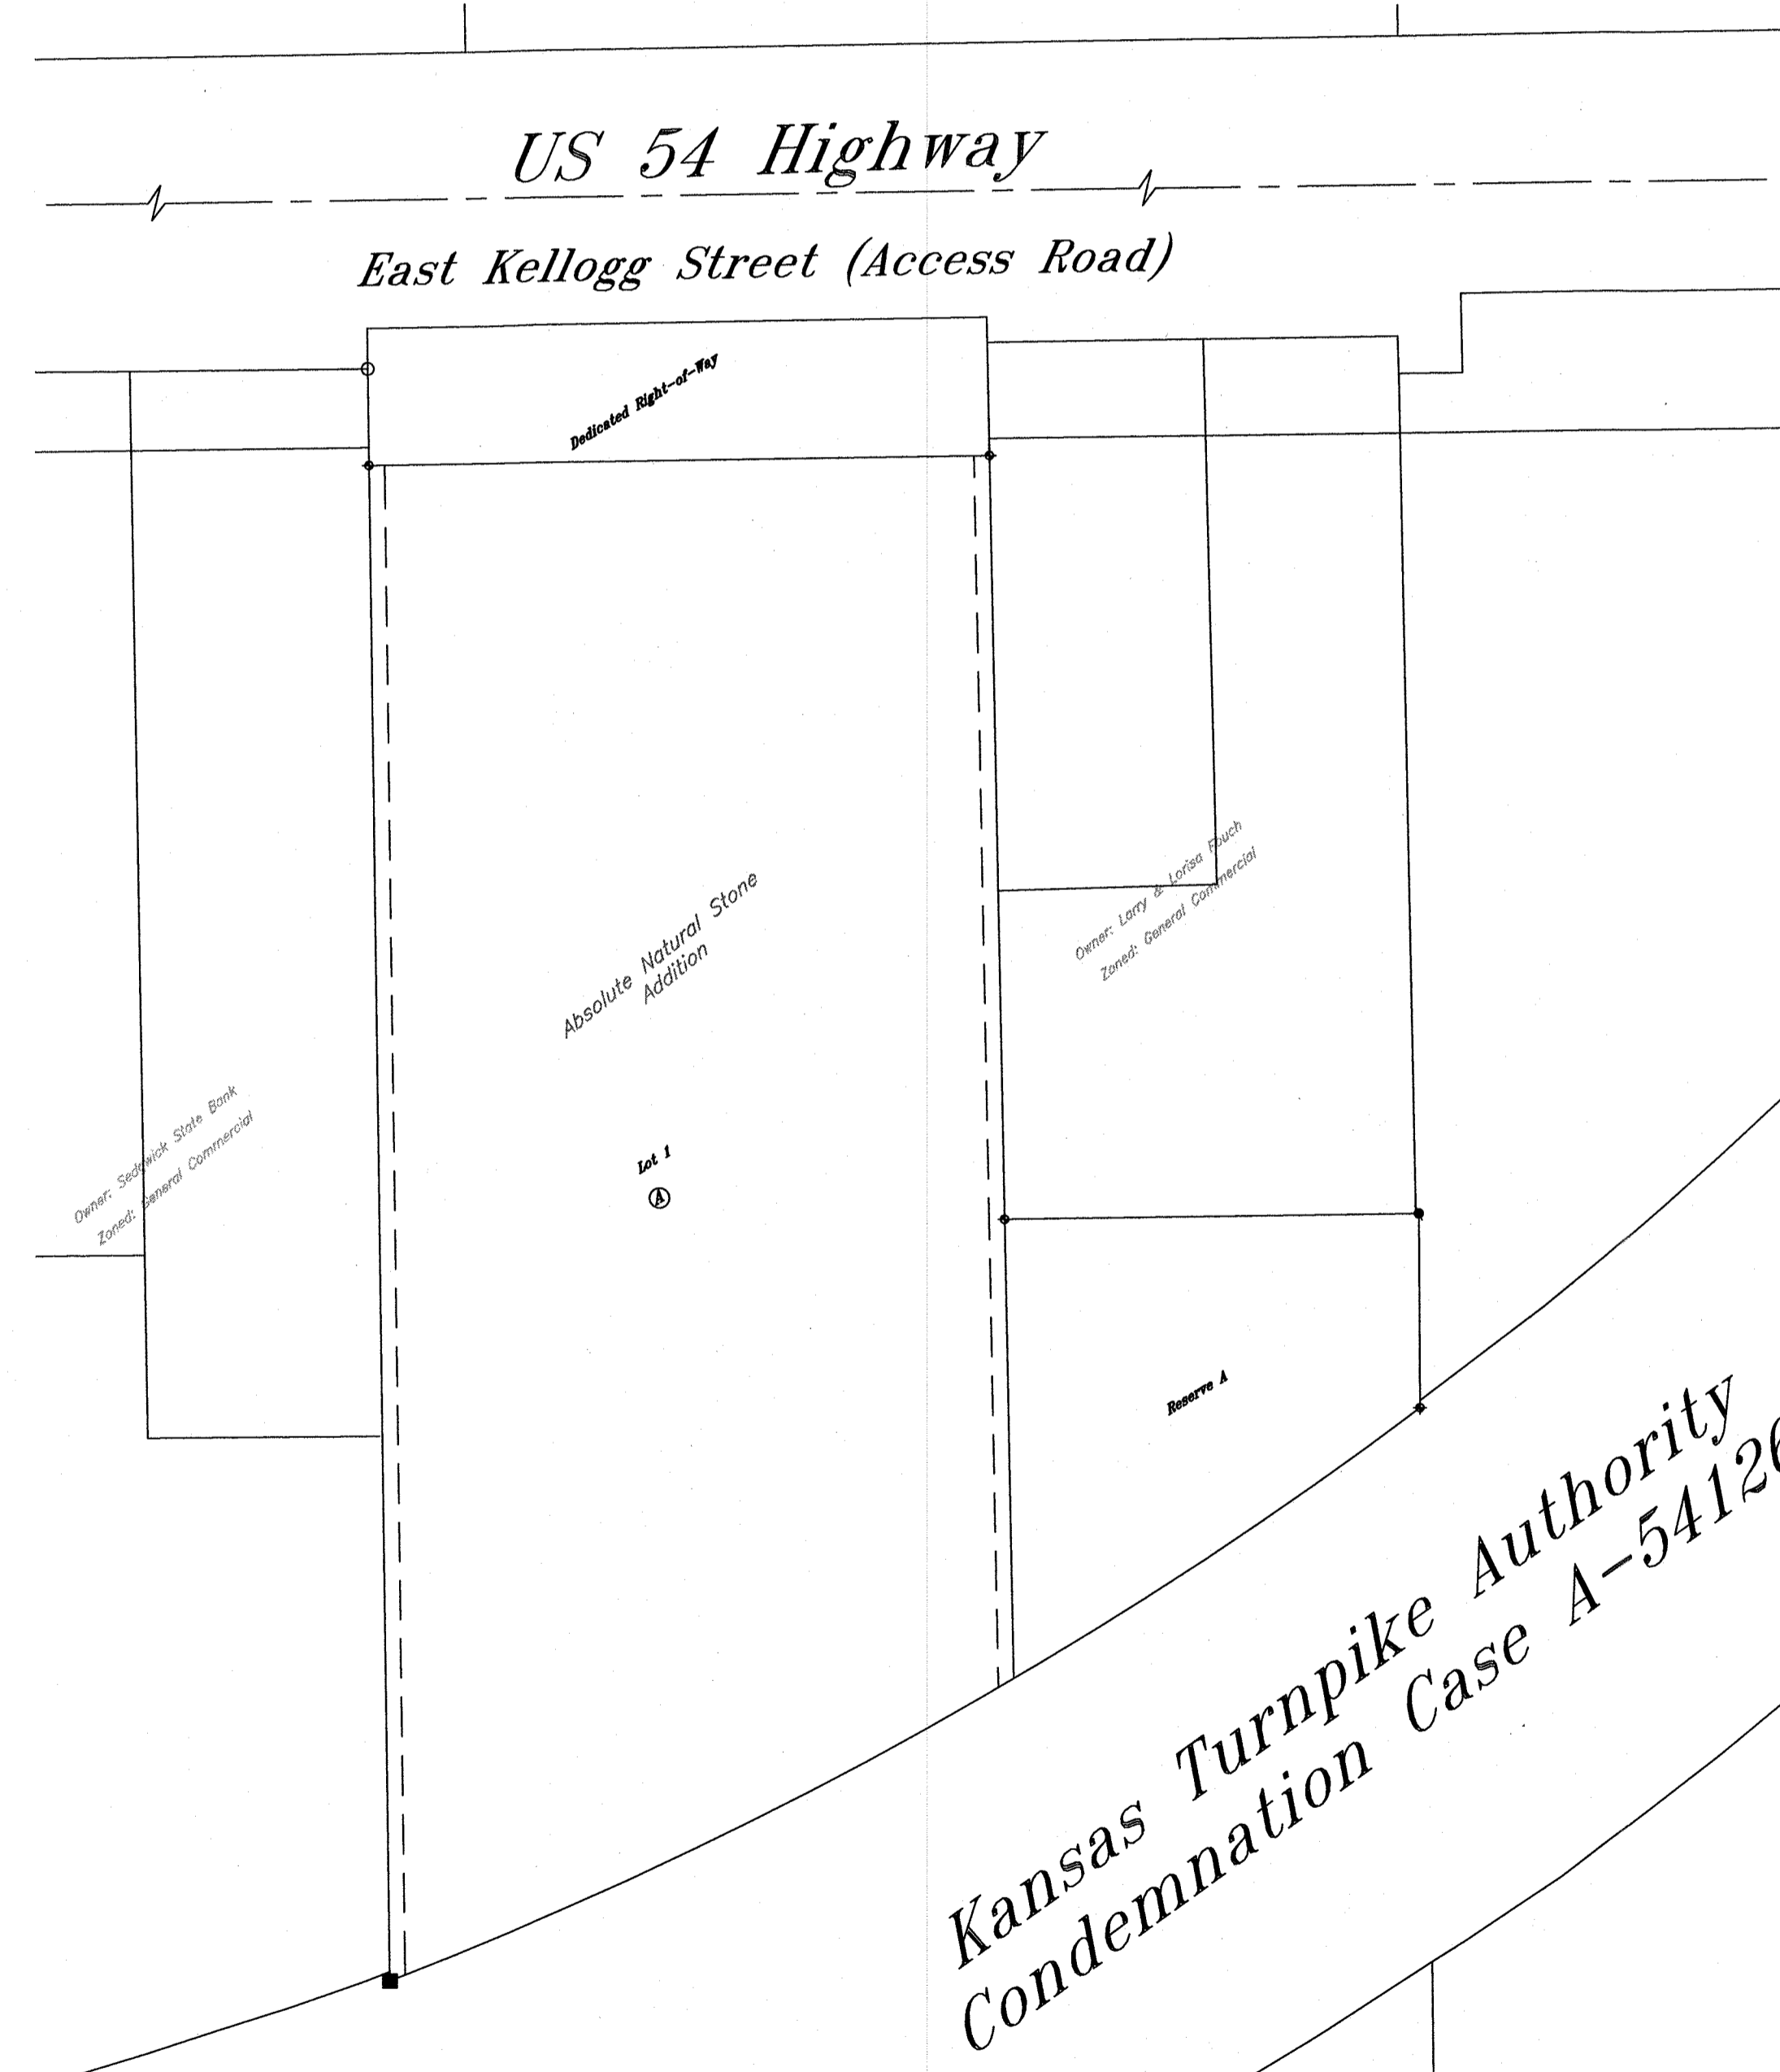 US 54 Highway
East Kellogg Street (Access Road)
Dedicated Right-of-Way
Absolute Natural Stone
Addition
Owner: Larry & Lorisa Fouch
Zoned: General Commercial
Owner: Sedgwick State Bank
Zoned: General Commercial
Lot 1
A
Reserve A
Kansas Turnpike Authority
Condemnation Case A-54126